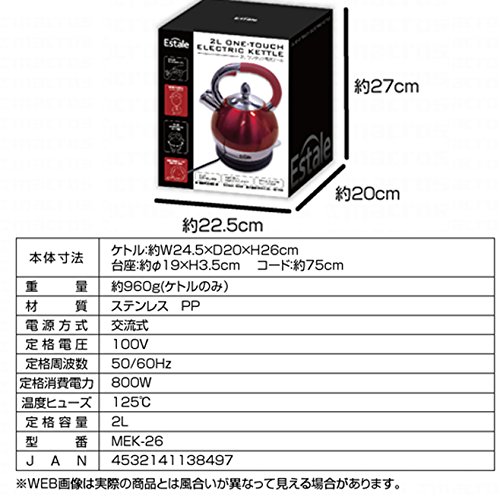 Estale
2L ONE-TOUCH
ELECTRIC KETTLE
2L ワンタッチ電気ケトル
Estale
約27cm
約20cm
約22.5cm
本体寸法 ケトル:約W24.5×D20×H26cm
台座:約φ19×H3.5cm コード:約75cm
重量 約960g(ケトルのみ)
材質 ステンレス PP
電源方式 交流式
定格電圧 100V
定格周波数 50/60Hz
定格消費電力 800W
温度ヒューズ 125℃
定格容量 2L
型番 MEK-26
JAN 4532141138497
※WEB画像は実際の商品とは風合いが異なって見える場合があります。